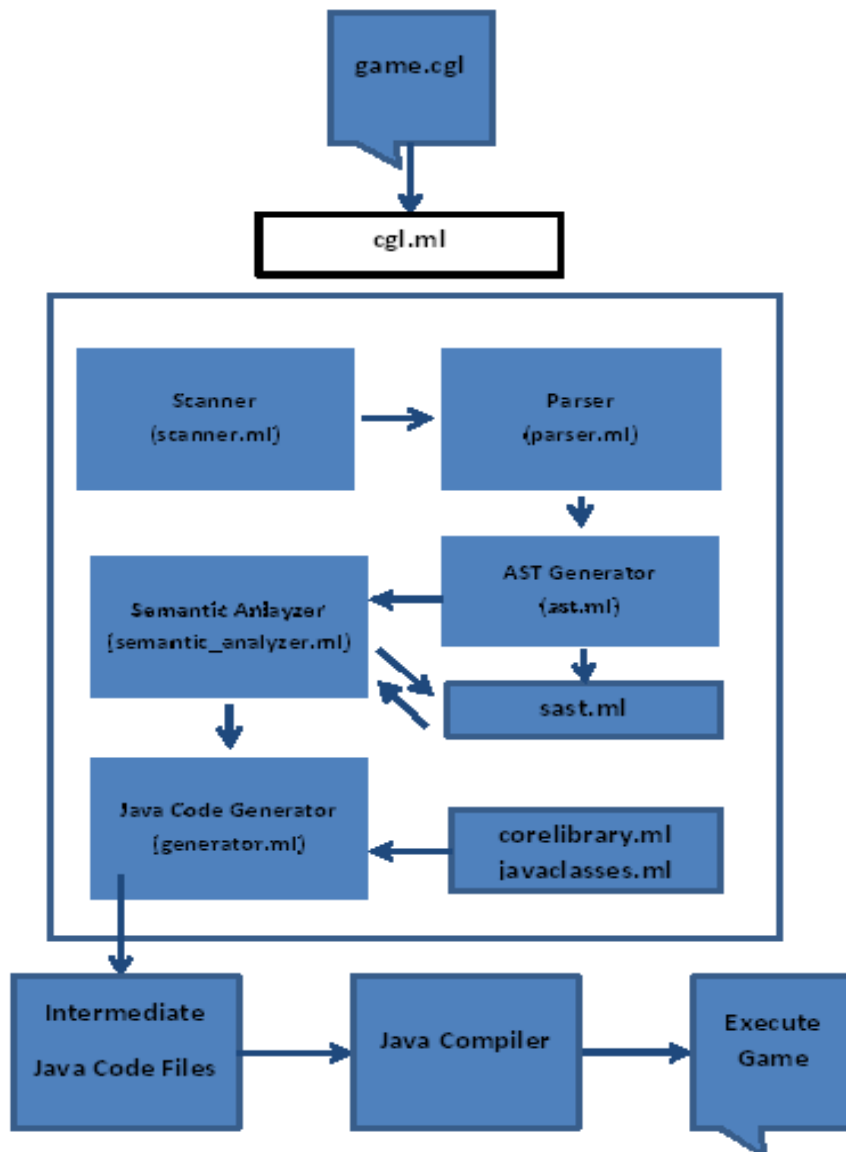 game.cgl
cgl.ml
Scanner
(scanner.ml)
Parser
(parser.ml)
AST Generator
(ast.ml)
Semantic Anlayzer
(semantic_analyzer.ml)
sast.ml
Java Code Generator
(generator.ml)
corelibrary.ml
javaclasses.ml
Intermediate
Java Code Files
Java Compiler
Execute
Game